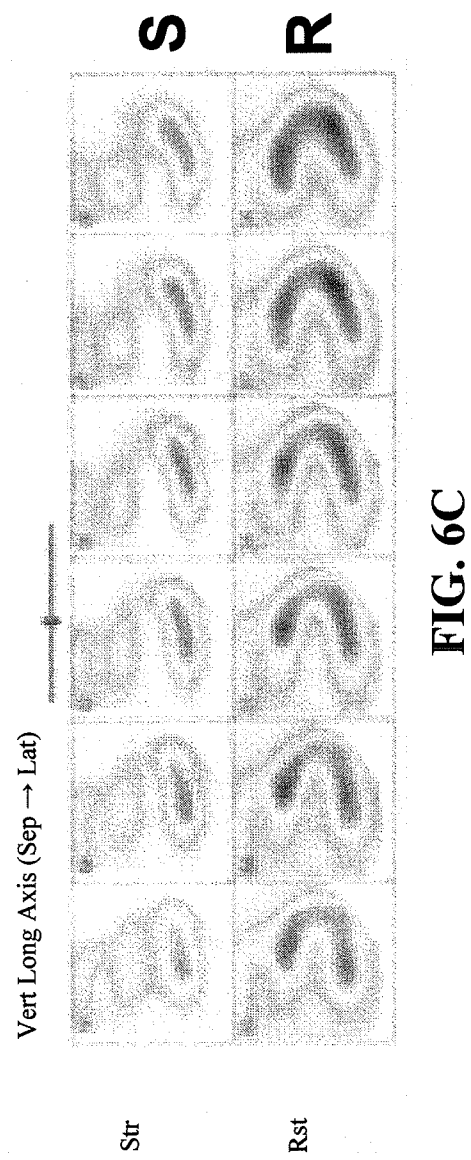 Vert Long Axis (Sep → Lat)
Str
S
Rst
R
FIG. 6C